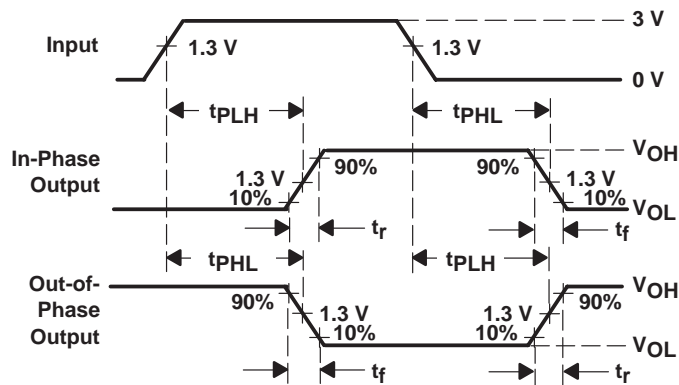 3 V
Input
1.3 V
1.3 V
0 V
tPLH
tPHL
In-Phase
Output
VOH
90%
90%
1.3 V
1.3 V
10%
10%
VOL
tr
tf
tPHL
tPLH
Out-of-
Phase
Output
VOH
90%
90%
1.3 V
1.3 V
10%
10%
VOL
tf
tr